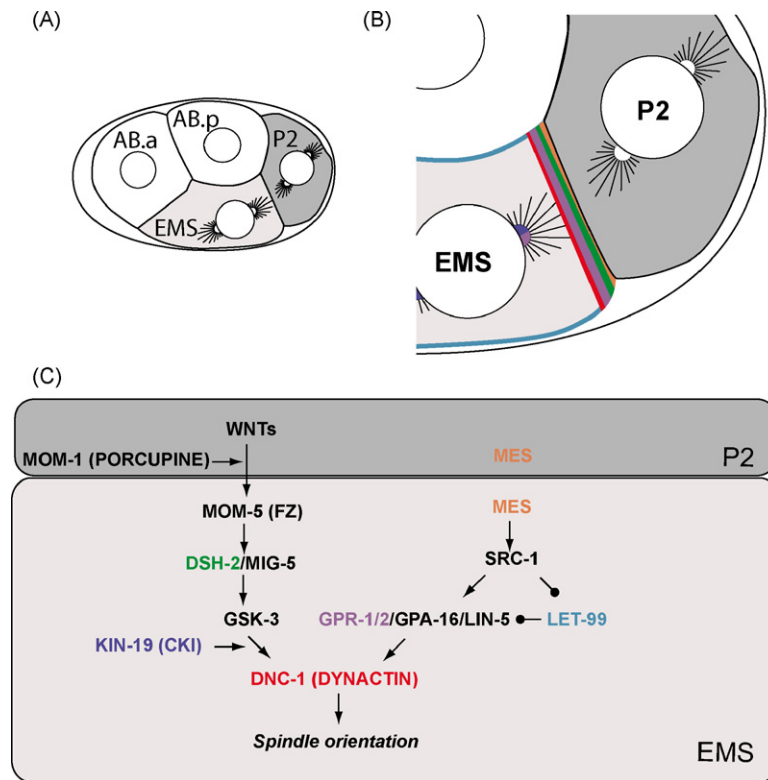 (A)
(B)
AB.a
AB.p
P2
EMS
P2
EMS
(C)
WNTs
MOM-1 (PORCUPINE)
MES
P2
MOM-5 (FZ)
MES
DSH-2/MIG-5
SRC-1
GSK-3
GPR-1/2/GPA-16/LIN-5
LET-99
KIN-19 (CKI)
DNC-1 (DYNACTIN)
Spindle orientation
EMS